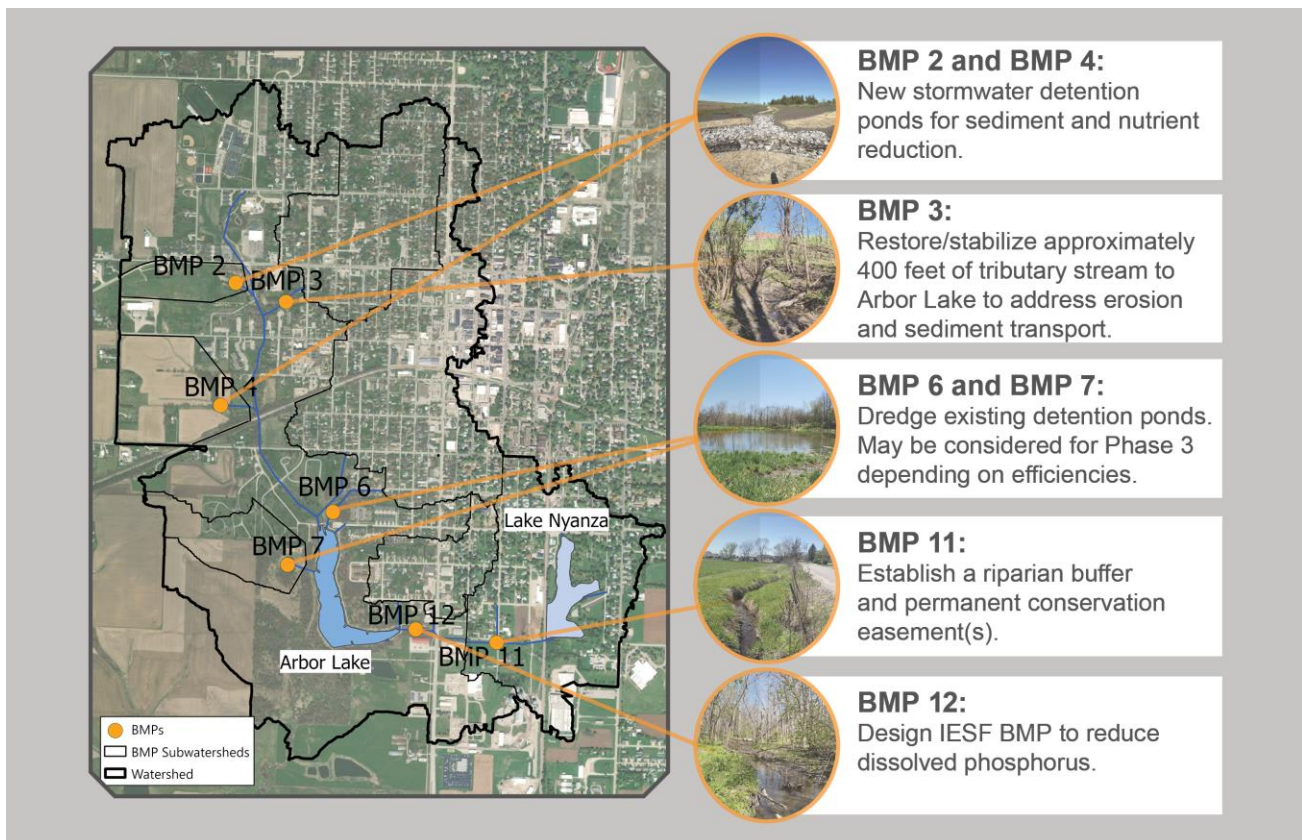 BMP 2
BMP 3
BMP 4
BMP 6
BMP 7
Lake Nyanza
BMP 12
BMP 11
Arbor Lake
BMPs
BMP Subwatersheds
Watershed
BMP 2 and BMP 4:
New stormwater detention
ponds for sediment and nutrient
reduction.
BMP 3:
Restore/stabilize approximately
400 feet of tributary stream to
Arbor Lake to address erosion
and sediment transport.
BMP 6 and BMP 7:
Dredge existing detention ponds.
May be considered for Phase 3
depending on efficiencies.
BMP 11:
Establish a riparian buffer
and permanent conservation
easement(s).
BMP 12:
Design IESF BMP to reduce
dissolved phosphorus.